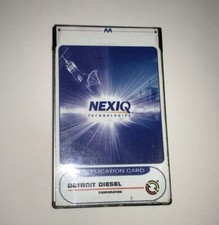 NEXIQ
TECHNOLOGIES
APPLICATION CARD
DETROIT DIESEL
CORPORATION